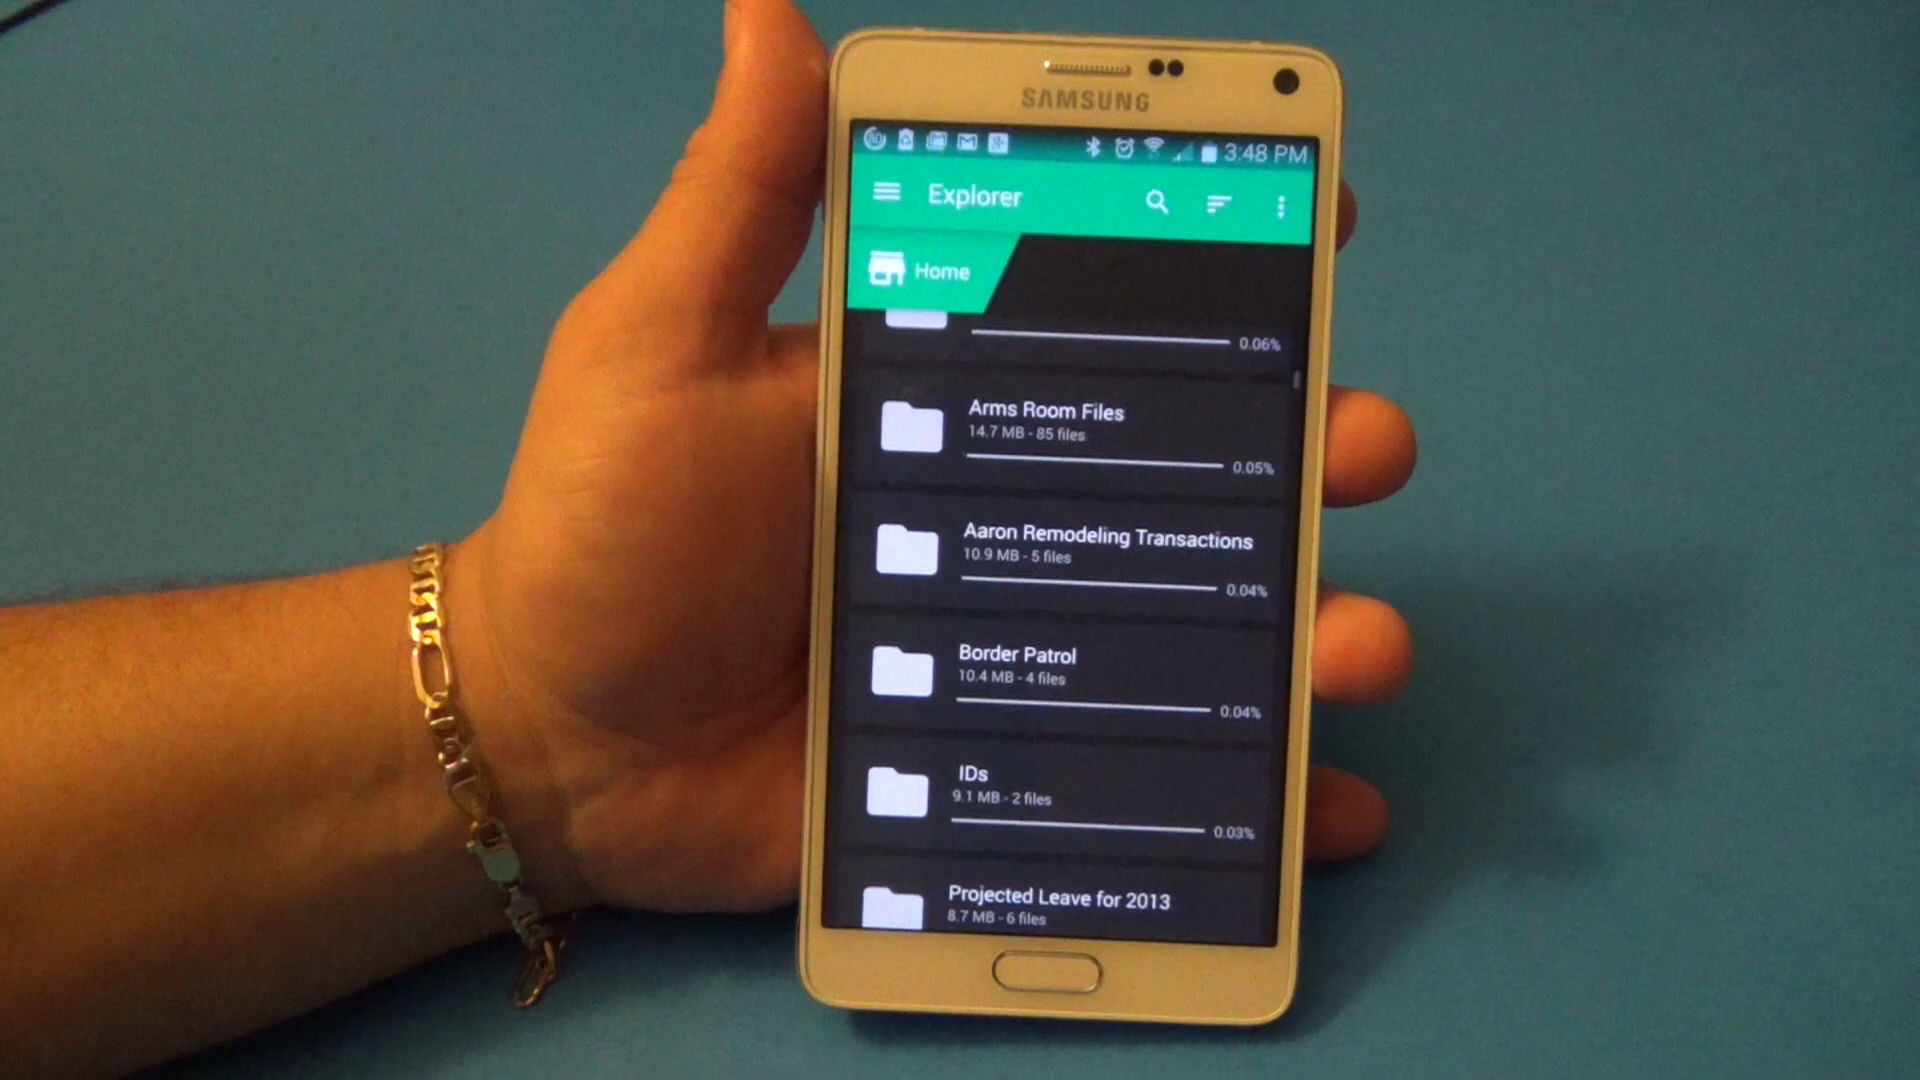 SAMSUNG
3:48 PM
Explorer
Home
0.06%
Arms Room Files
14.7 MB - 85 files
0.05%
Aaron Remodeling Transactions
10.9 MB - 5 files
0.04%
Border Patrol
10.4 MB - 4 files
0.04%
IDs
9.1 MB - 2 files
0.03%
Projected Leave for 2013
8.7 MB - 6 files